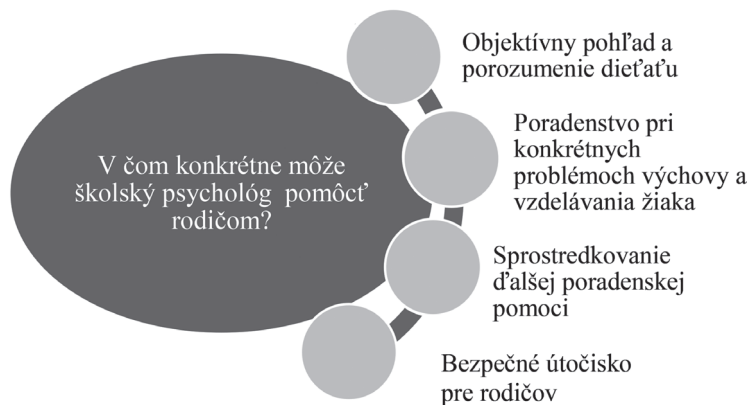 V čom konkrétne môže
školský psychológ pomôcť
rodičom?
Objektívny pohľad a
porozumenie dieťaťu
Poradenstvo pri
konkrétnych
problémoch výchovy a
vzdelávania žiaka
Sprostredkovanie
ďalšej poradenskej
pomoci
Bezpečné útočisko
pre rodičov